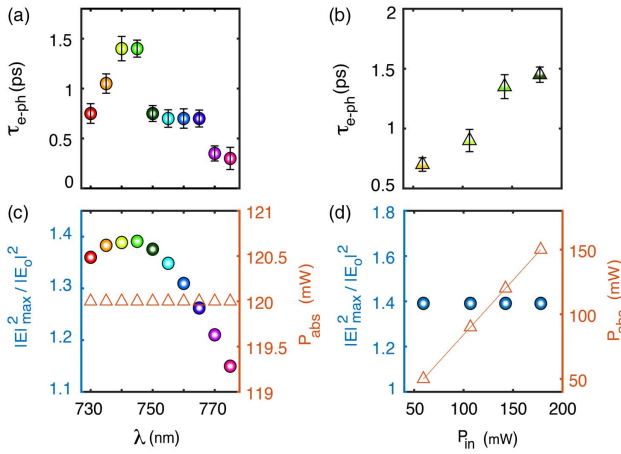 (a)
1.5
1
0.5
0
τe-ph (ps)
(b)
2
1.5
1
0.5
τe-ph (ps)
(c)
1.4
1.3
1.2
1.1
|E|²max / |Eo|²
121
120.5
120
119.5
119
Pabs (mW)
730 750 770
λ (nm)
(d)
1.8
1.6
1.4
1.2
1
|E|²max / |Eo|²
150
100
50
Pabs (mW)
50 100 150 200
Pin (mW)